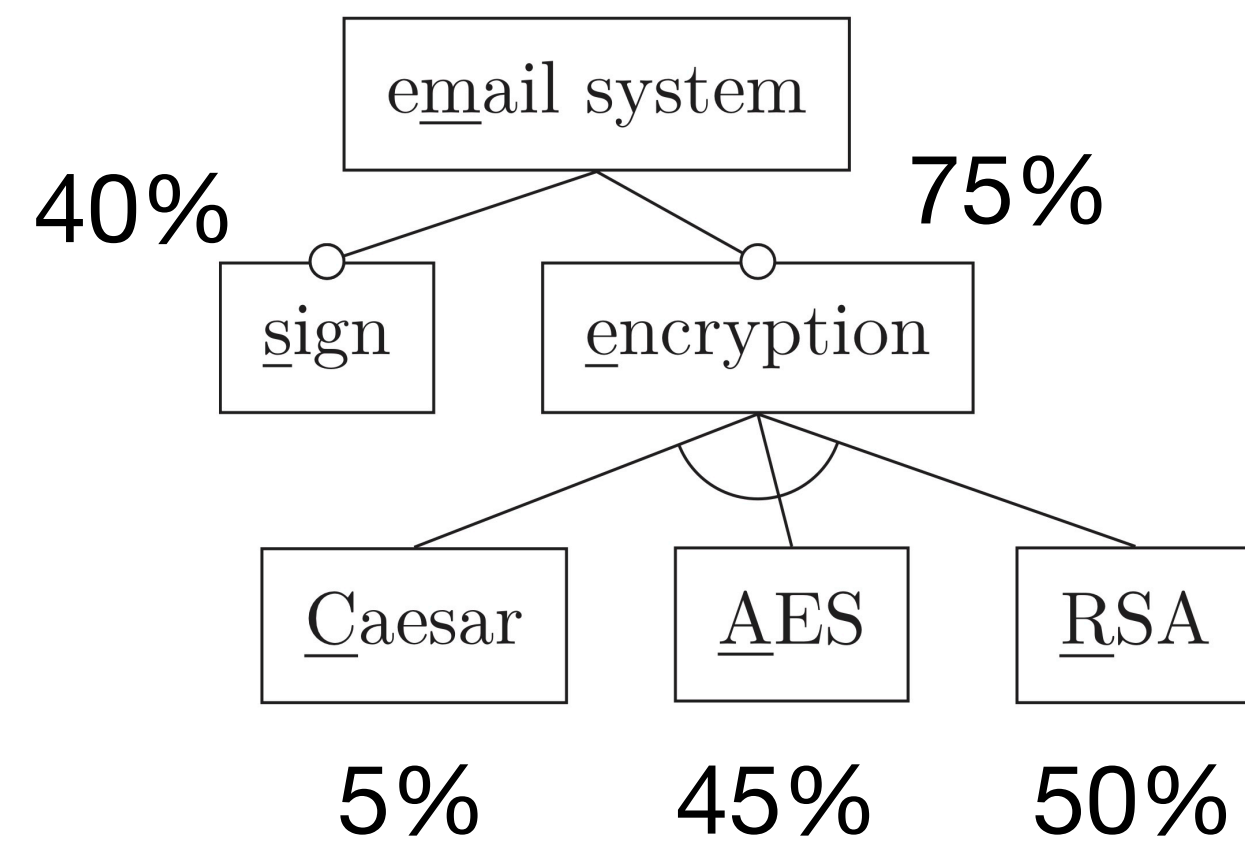 email system
40%
75%
sign
encryption
Caesar
AES
RSA
5%
45%
50%